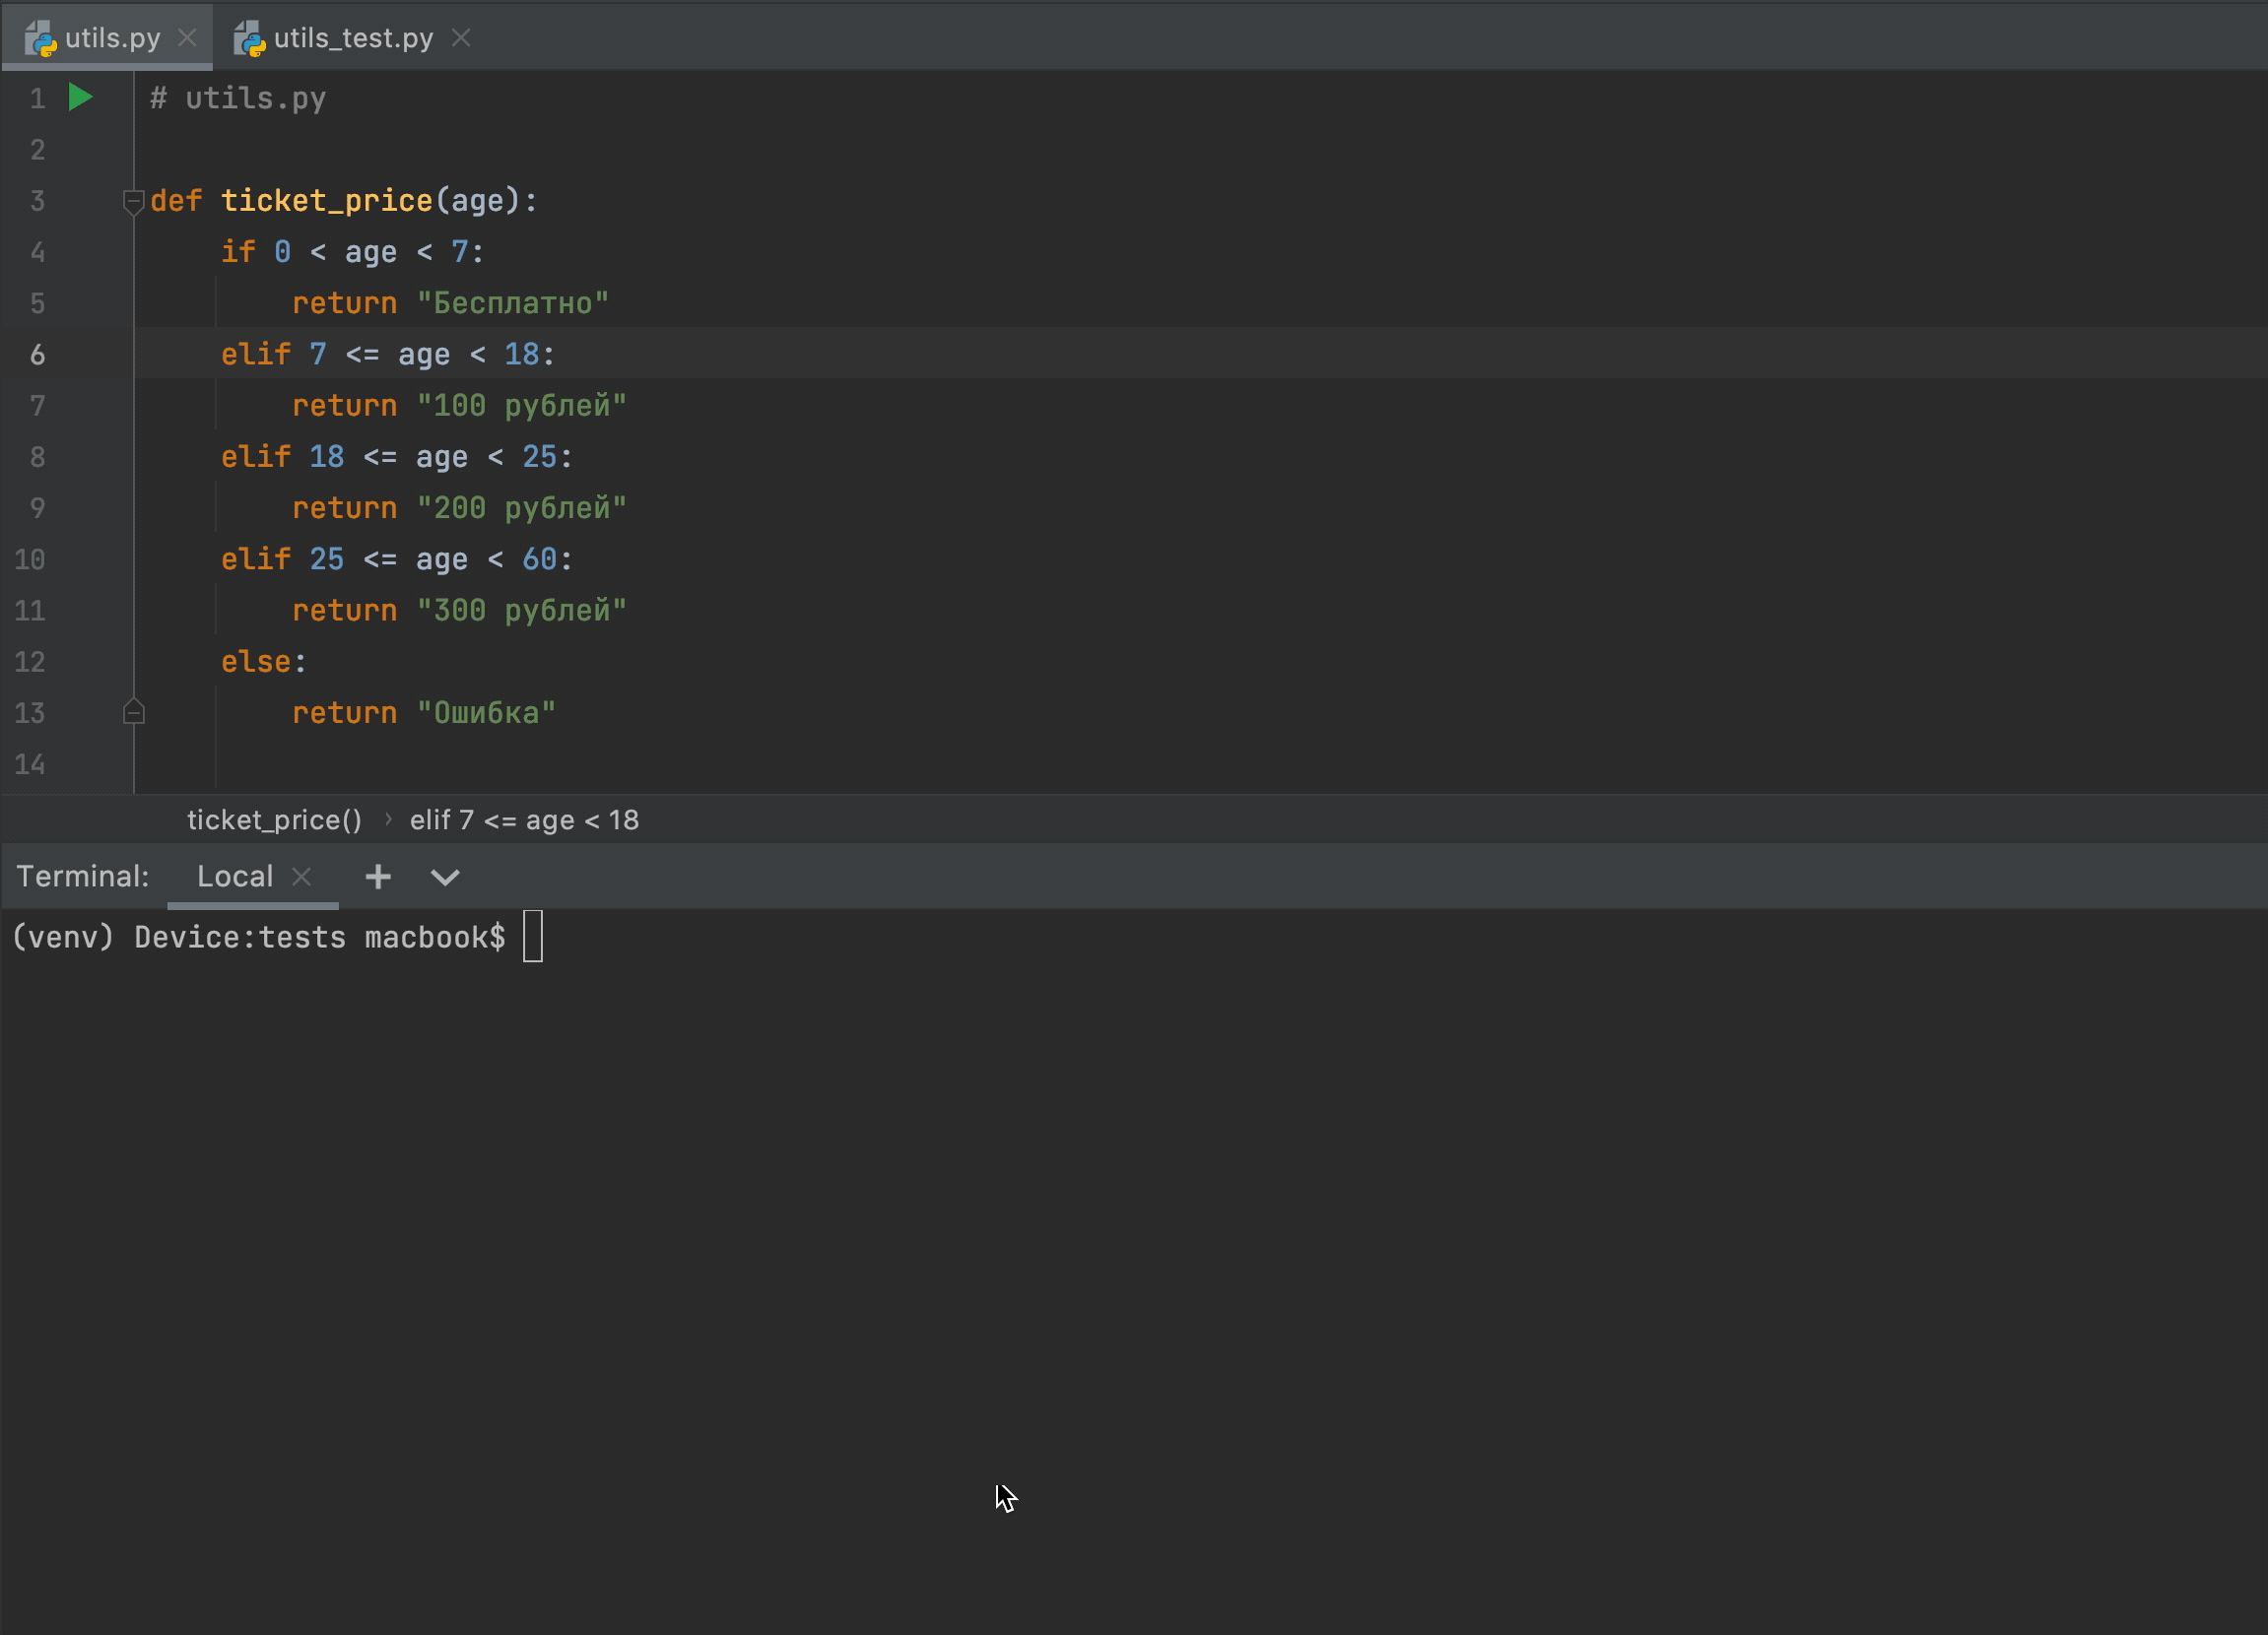 utils.py utils_test.py
1 # utils.py
2
3 def ticket_price(age):
4     if 0 < age < 7:
5         return "Бесплатно"
6     elif 7 <= age < 18:
7         return "100 рублей"
8     elif 18 <= age < 25:
9         return "200 рублей"
10     elif 25 <= age < 60:
11         return "300 рублей"
12     else:
13         return "Ошибка"
14
ticket_price() › elif 7 <= age < 18
Terminal: Local
(venv) Device:tests macbook$